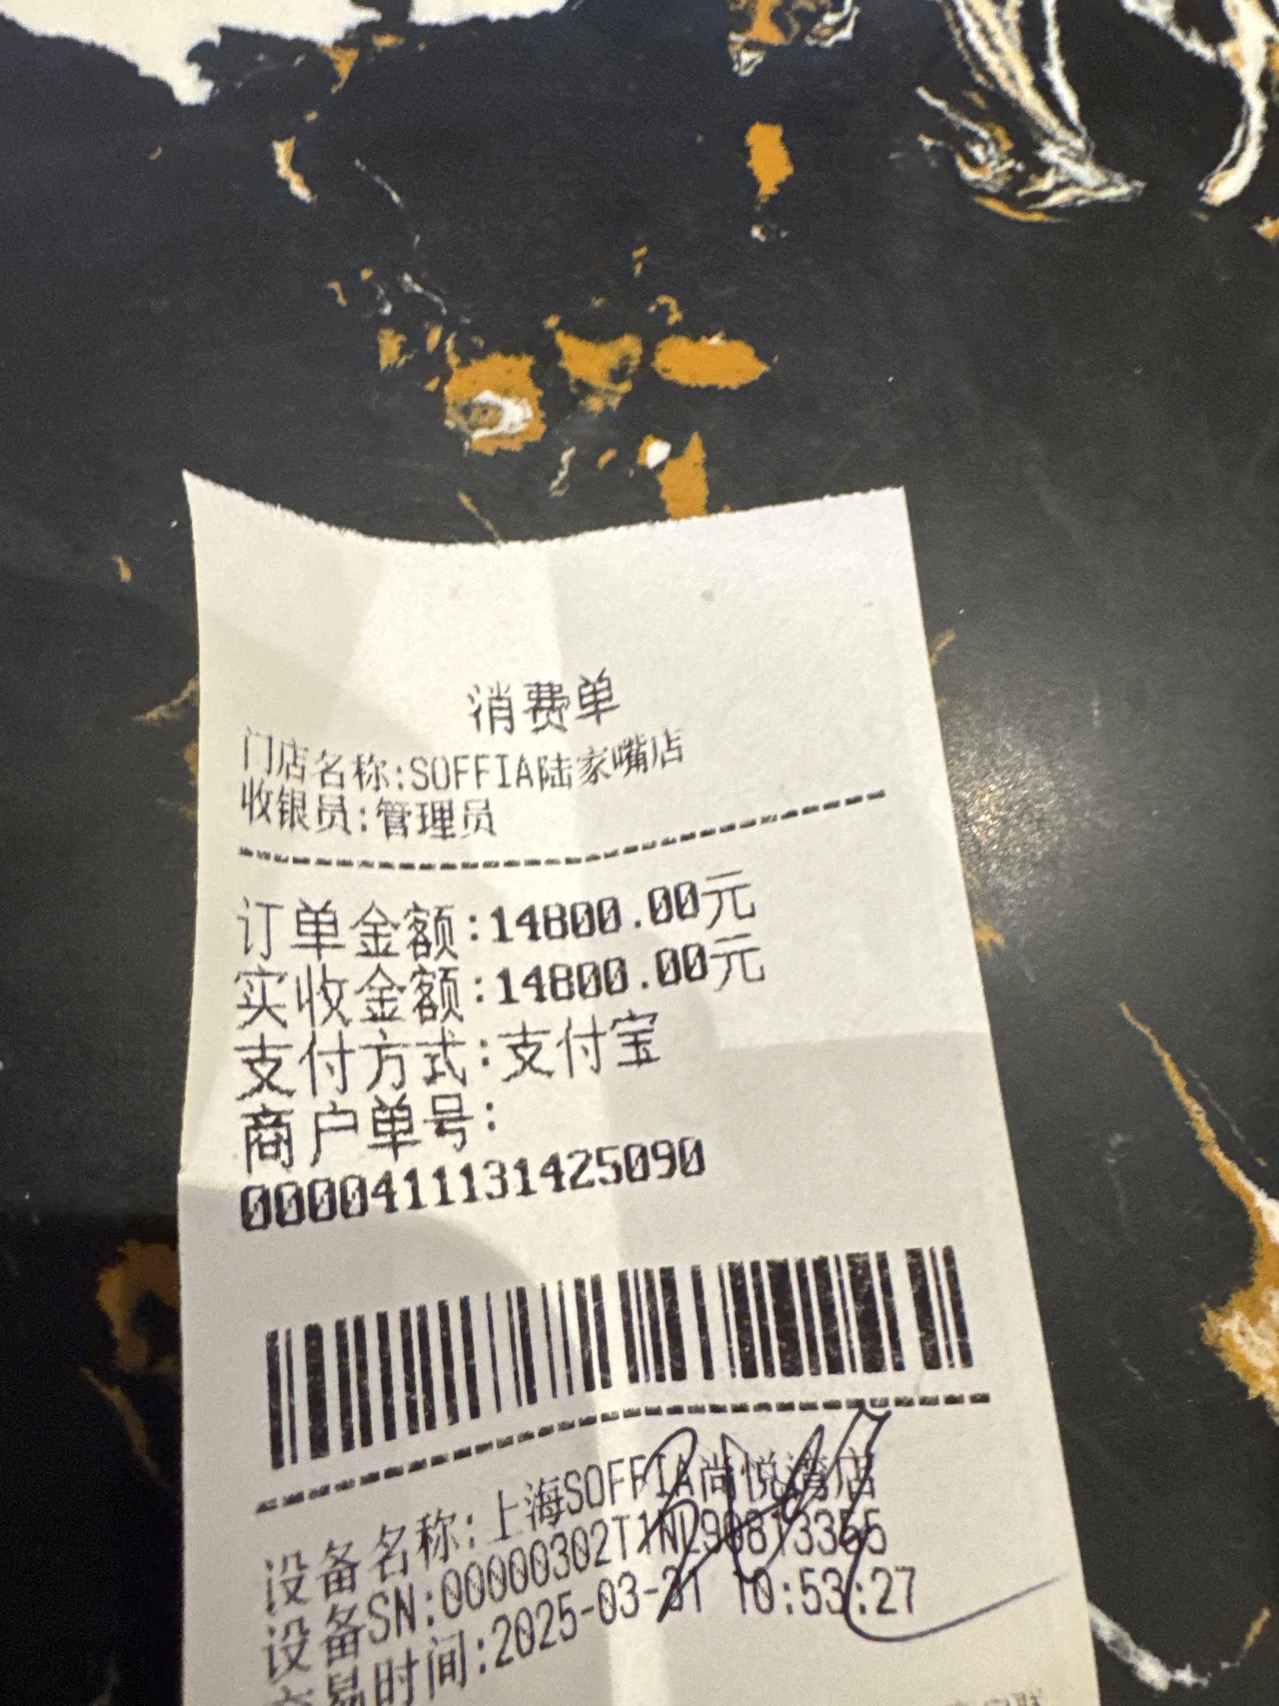 消费单
门店名称:SOFFIA陆家嘴店
收银员:管理员
订单金额:14800.00元
实收金额:14800.00元
支付方式:支付宝
商户单号:
0000411131425090
设备名称:上海SOFFIA尚悦湾店
设备SN:00000302T1NL90813355
交易时间:2025-03-31 10:53:27